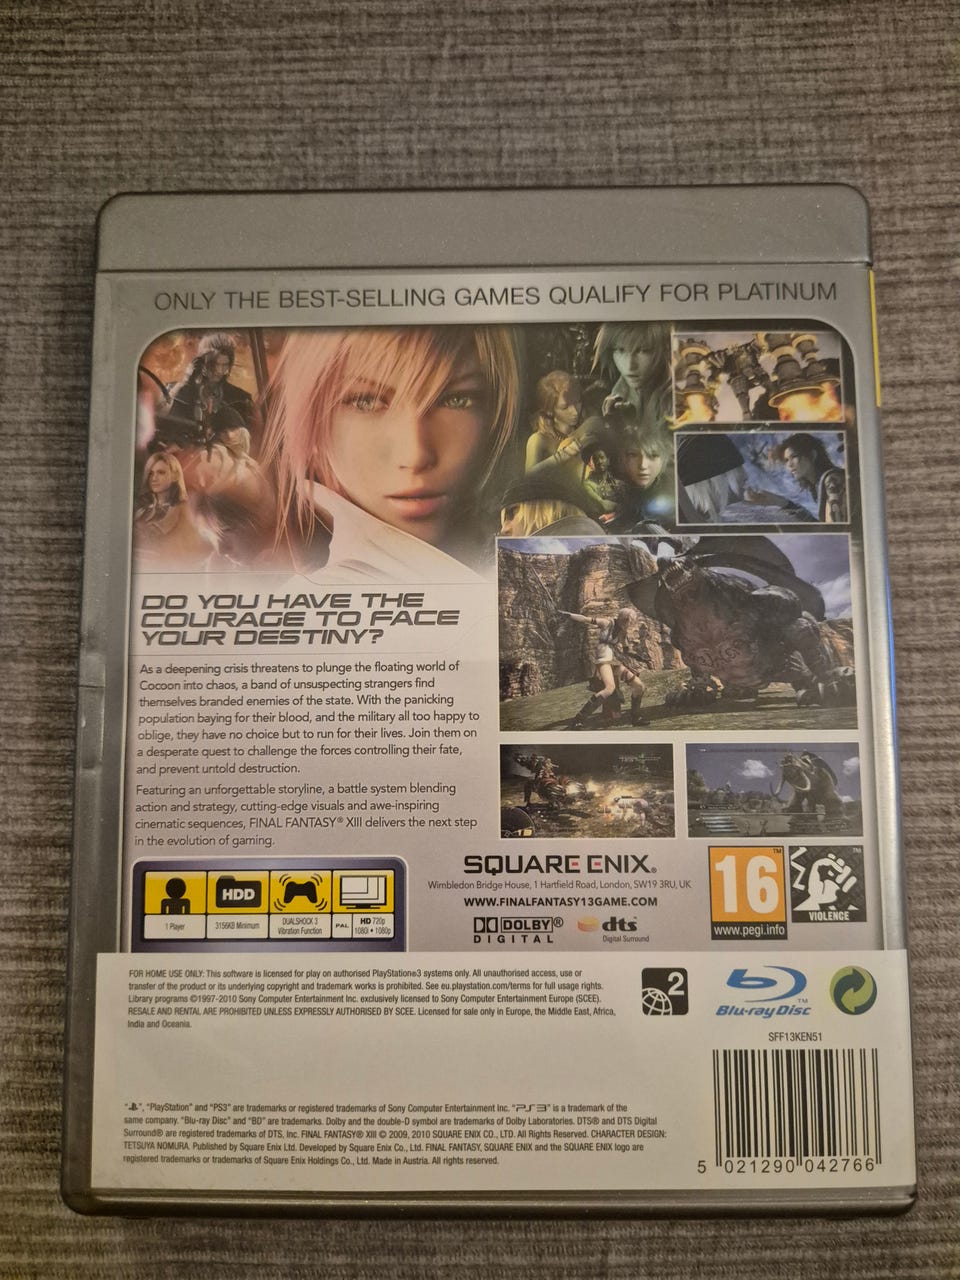 ONLY THE BEST-SELLING GAMES QUALIFY FOR PLATINUM
DO YOU HAVE THE
COURAGE TO FACE
YOUR DESTINY?
As a deepening crisis threatens to plunge the floating world of
Cocoon into chaos, a band of unsuspecting strangers find
themselves branded enemies of the state. With the panicking
population baying for their blood, and the military all too happy to
oblige, they have no choice but to run for their lives. Join them on
a desperate quest to challenge the forces controlling their fate,
and prevent untold destruction.
Featuring an unforgettable storyline, a battle system blending
action and strategy, cutting-edge visuals and awe-inspiring
cinematic sequences, FINAL FANTASY® XIII delivers the next step
in the evolution of gaming.
HDD
1 Player
3156KB Minimum
DUALSHOCK 3
Vibration Function
PAL
HD 720p
1080i • 1080p
SQUARE ENIX®
Wimbledon Bridge House, 1 Hartfield Road, London, SW19 3RU, UK
WWW.FINALFANTASY13GAME.COM
DOLBY®
DIGITAL
dts
Digital Surround
16™
www.pegi.info
™
VIOLENCE
FOR HOME USE ONLY: This software is licensed for play on authorised PlayStation®3 systems only. All unauthorised access, use or
transfer of the product or its underlying copyright and trademark works is prohibited. See eu.playstation.com/terms for full usage rights.
Library programs ©1997-2010 Sony Computer Entertainment Inc. exclusively licensed to Sony Computer Entertainment Europe (SCEE).
RESALE AND RENTAL ARE PROHIBITED UNLESS EXPRESSLY AUTHORISED BY SCEE. Licensed for sale only in Europe, the Middle East, Africa,
India and Oceania.
2
Blu-ray Disc™
SFF13KEN51
"PS", "PlayStation" and "PS3" are trademarks or registered trademarks of Sony Computer Entertainment Inc. "PS3" is a trademark of the
same company. "Blu-ray Disc" and "BD" are trademarks. Dolby and the double-D symbol are trademarks of Dolby Laboratories. DTS® and DTS Digital
Surround® are registered trademarks of DTS, Inc. FINAL FANTASY® XIII © 2009, 2010 SQUARE ENIX CO., LTD. All Rights Reserved. CHARACTER DESIGN:
TETSUYA NOMURA. Published by Square Enix Ltd. Developed by Square Enix Co., Ltd. FINAL FANTASY, SQUARE ENIX and the SQUARE ENIX logo are
registered trademarks or trademarks of Square Enix Holdings Co., Ltd. Made in Austria. All rights reserved.
5 021290 042766